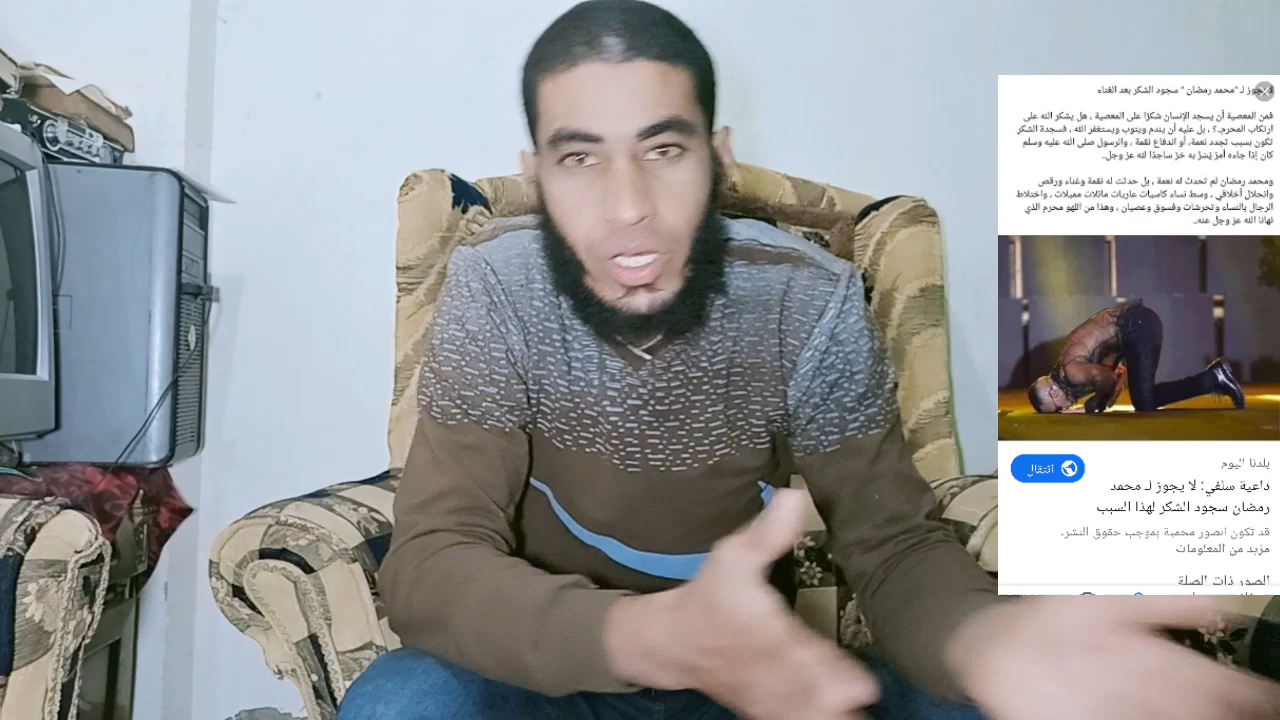 يجوز لـ "محمد رمضان " سجود الشكر بعد الغناء
فمن المعصية أن يسجد الإنسان شكرًا على المعصية ، هل يشكر الله على
ارتكاب المحرم..؟ ، بل عليه أن يندم ويتوب ويستغفر الله ، فسجدة الشكر
تكون بسبب تجدد نعمة، أو اندفاع نقمة ، والرسول صلى الله عليه وسلم
كان إذا جاءه أمرٌ يُسَرُّ به خرّ ساجدًا لله عز وجل..
ومحمد رمضان لم تحدث له نعمة ، بل حدثت له نقمة وغناء ورقص
وانحلال أخلاقي ، وسط نساء كاسيات عاريات مائلات مميلات ، واختلاط
الرجال بالنساء وتحرشات وفسوق وعصيان ، وهذا من اللهو محرم الذي
نهانا الله عز وجل عنه..
بلدنا اليوم
انتقال
داعية سلفي: لا يجوز لـ محمد
رمضان سجود الشكر لهذا السبب
قد تكون الصور محمية بموجب حقوق النشر.
مزيد من المعلومات
الصور ذات الصلة